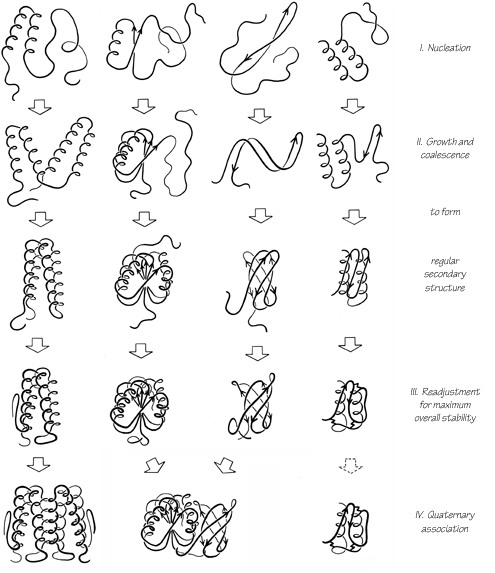 I. Nucleation
II. Growth and
coalescence
to form
regular
secondary
structure
III. Readjustment
for maximum
overall stability
IV. Quaternary
association